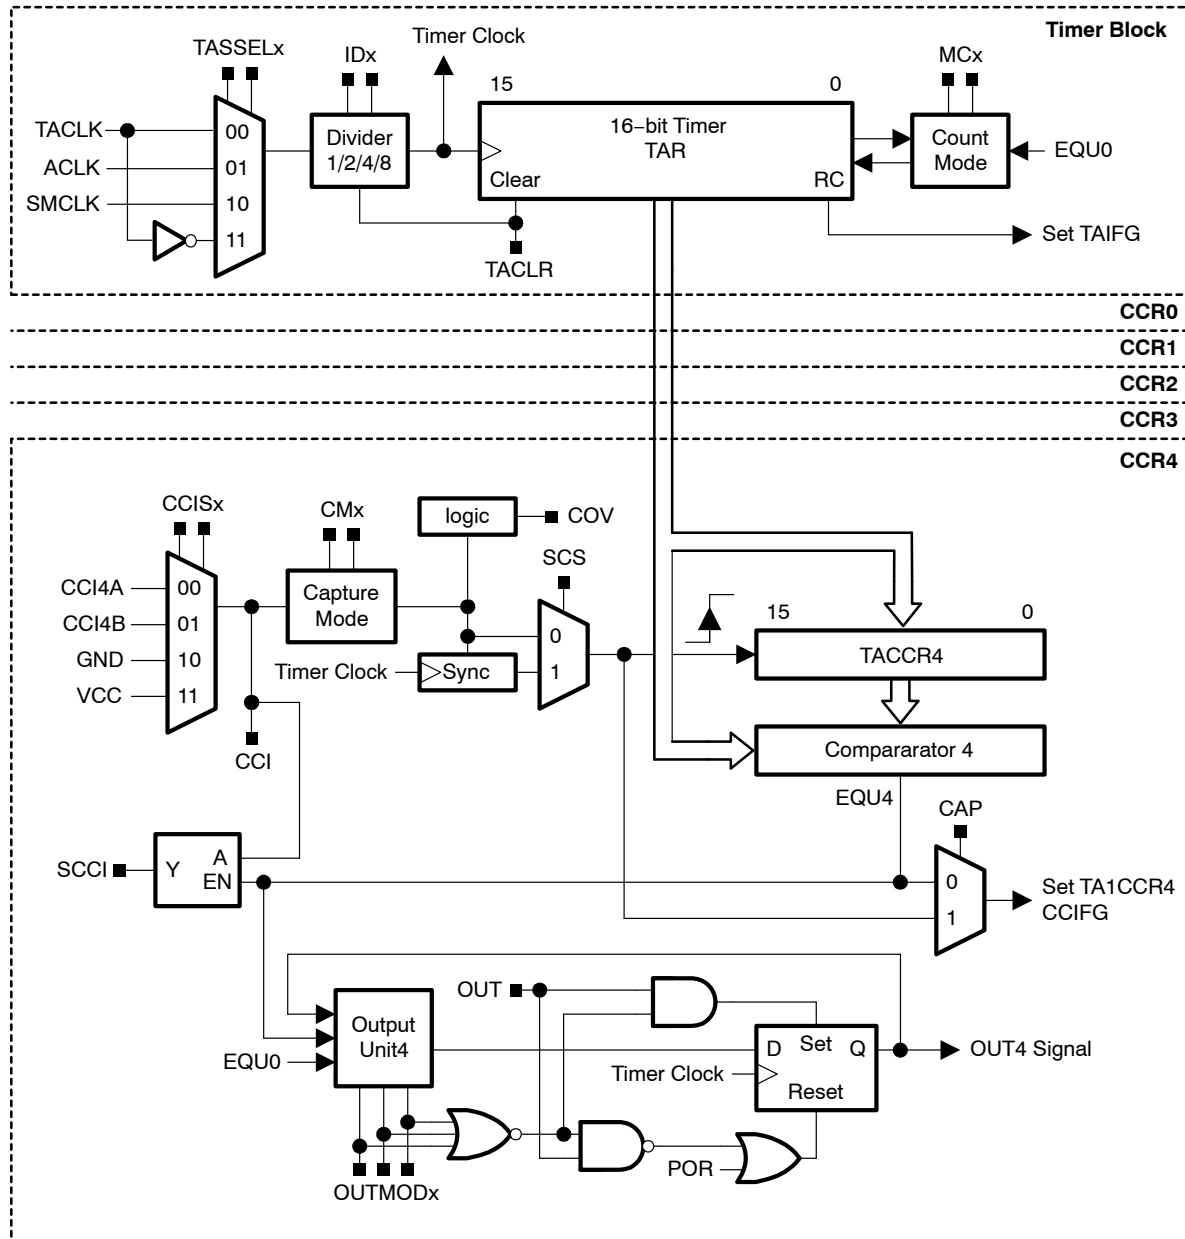 Timer Block
Timer Clock
TASSELx
IDx
MCx
15
0
TACLK
00
Divider
1/2/4/8
16−bit Timer
TAR
Count
Mode
EQU0
ACLK
01
SMCLK
10
Clear
RC
11
Set TAIFG
TACLR
CCR0
CCR1
CCR2
CCR3
CCR4
CCISx
CMx
logic
COV
SCS
CCI4A
00
Capture
Mode
15
0
CCI4B
01
0
GND
10
Timer Clock
Sync
1
TACCR4
VCC
11
CCI
Compararator 4
EQU4
CAP
SCCI
Y
A
EN
0
Set TA1CCR4
CCIFG
1
OUT
Output
Unit4
EQU0
D
Set
Q
OUT4 Signal
Timer Clock
Reset
POR
OUTMODx